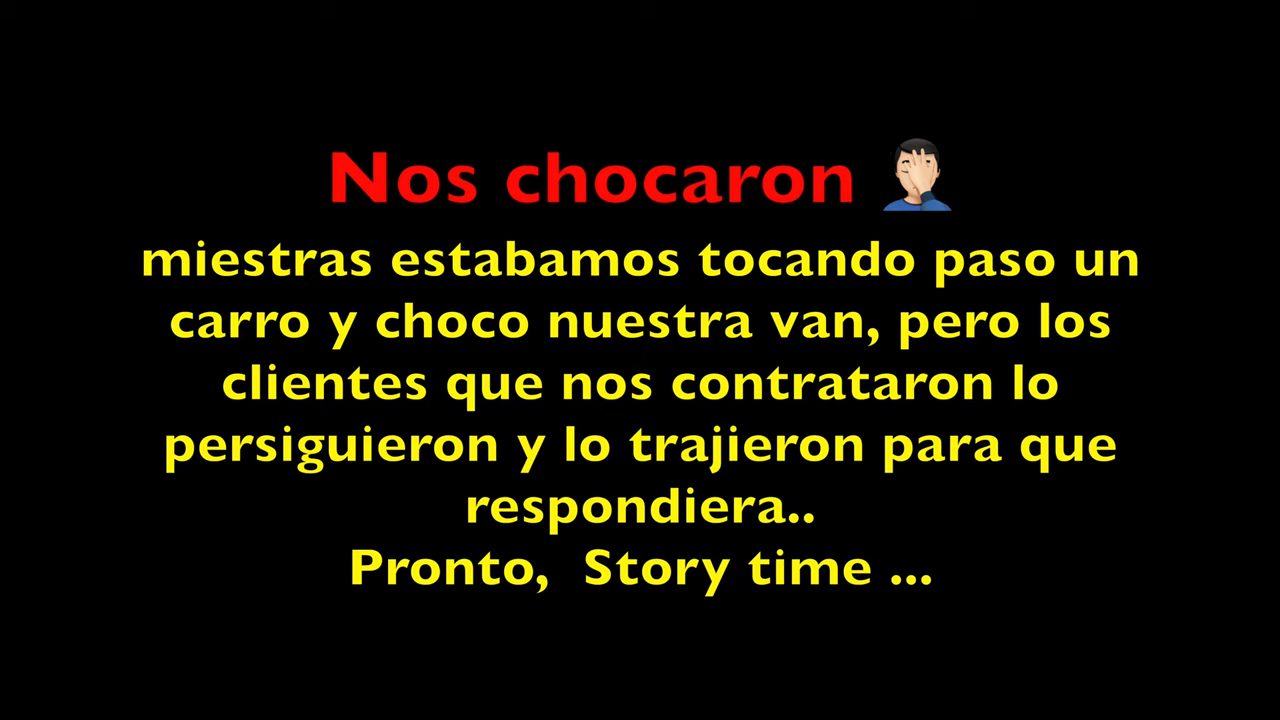 Nos chocaron 🤦🏻‍♂️
miestras estabamos tocando paso un
carro y choco nuestra van, pero los
clientes que nos contrataron lo
persiguieron y lo trajieron para que
respondiera..
Pronto,  Story time ...